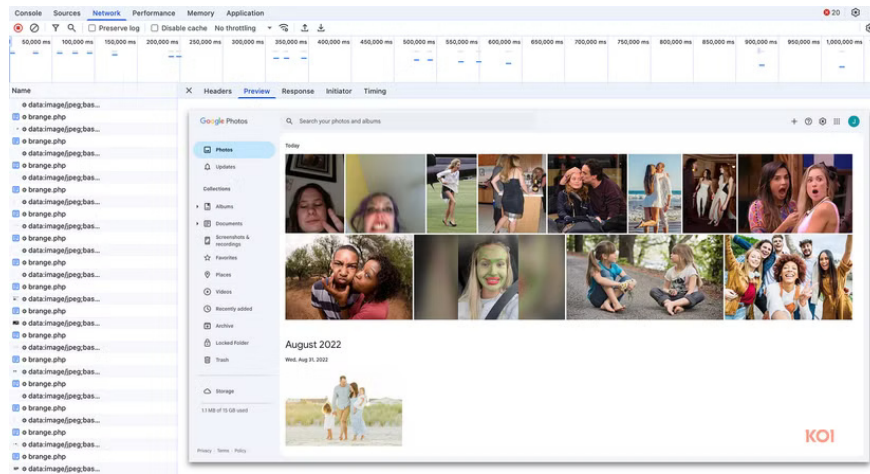 Console Sources Network Performance Memory Application 20
Preserve log Disable cache No throttling
50,000 ms 100,000 ms 150,000 ms 200,000 ms 250,000 ms 300,000 ms 350,000 ms 400,000 ms 450,000 ms 500,000 ms 550,000 ms 600,000 ms 650,000 ms 700,000 ms 750,000 ms 800,000 ms 850,000 ms 900,000 ms 950,000 ms 1,000,000 ms
Name
Headers Preview Response Initiator Timing
data:image/jpeg;bas...
brange.php
data:image/jpeg;bas...
brange.php
data:image/jpeg;bas...
brange.php
data:image/jpeg;bas...
brange.php
data:image/jpeg;bas...
brange.php
data:image/jpeg;bas...
brange.php
data:image/jpeg;bas...
brange.php
data:image/jpeg;bas...
brange.php
data:image/jpeg;bas...
brange.php
data:image/jpeg;bas...
brange.php
data:image/jpeg;bas...
brange.php
data:image/jpeg;bas...
brange.php
data:image/jpeg;bas...
brange.php
data:image/jpeg;bas...
brange.php
data:image/jpeg;bas...
brange.php
data:image/jpeg;bas...
Google Photos
Search your photos and albums
J
Photos
Updates
Collections
Albums
Documents
Screenshots &
recordings
Favorites
Places
Videos
Recently added
Archive
Locked Folder
Trash
Storage
1.1 MB of 15 GB used
Privacy · Terms · Policy
Today
August 2022
Wed, Aug 31, 2022
KOI